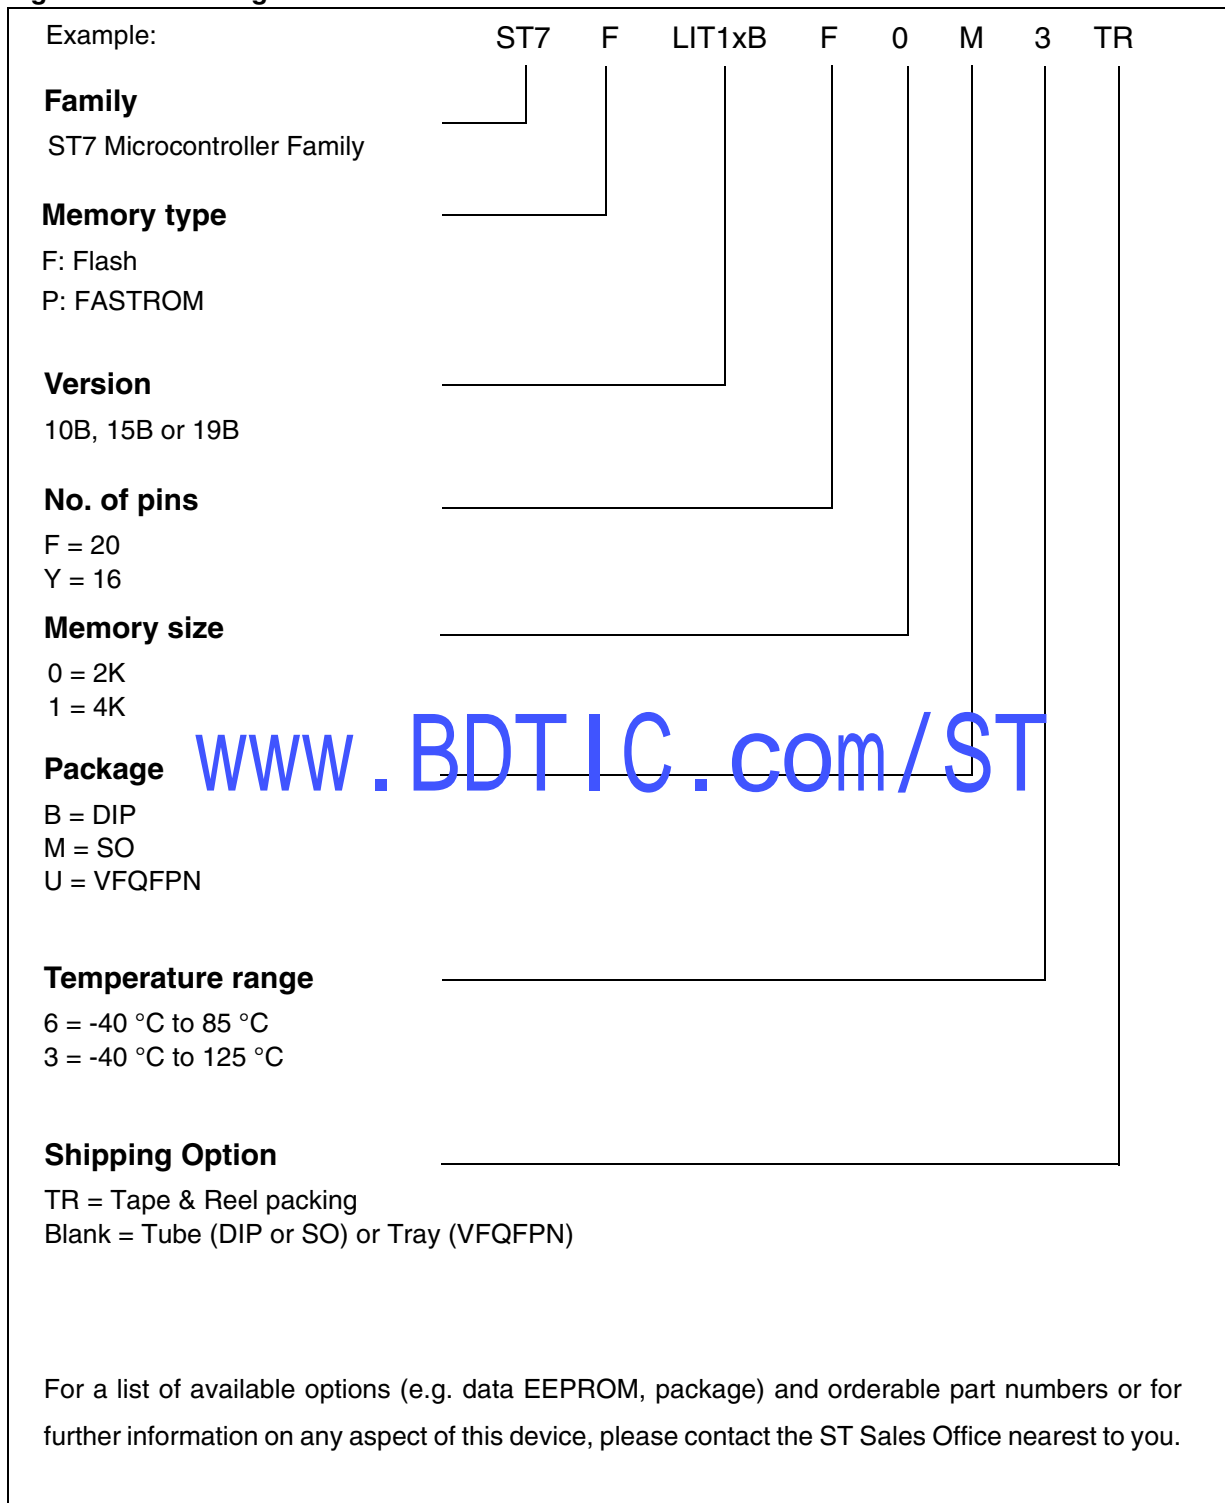 Example: ST7 F LIT1xB F 0 M 3 TR
Family
ST7 Microcontroller Family
Memory type
F: Flash
P: FASTROM
Version
10B, 15B or 19B
No. of pins
F = 20
Y = 16
Memory size
0 = 2K
1 = 4K
www.BDTIC.com/ST
Package
B = DIP
M = SO
U = VFQFPN
Temperature range
6 = -40 °C to 85 °C
3 = -40 °C to 125 °C
Shipping Option
TR = Tape & Reel packing
Blank = Tube (DIP or SO) or Tray (VFQFPN)
For a list of available options (e.g. data EEPROM, package) and orderable part numbers or for
further information on any aspect of this device, please contact the ST Sales Office nearest to you.